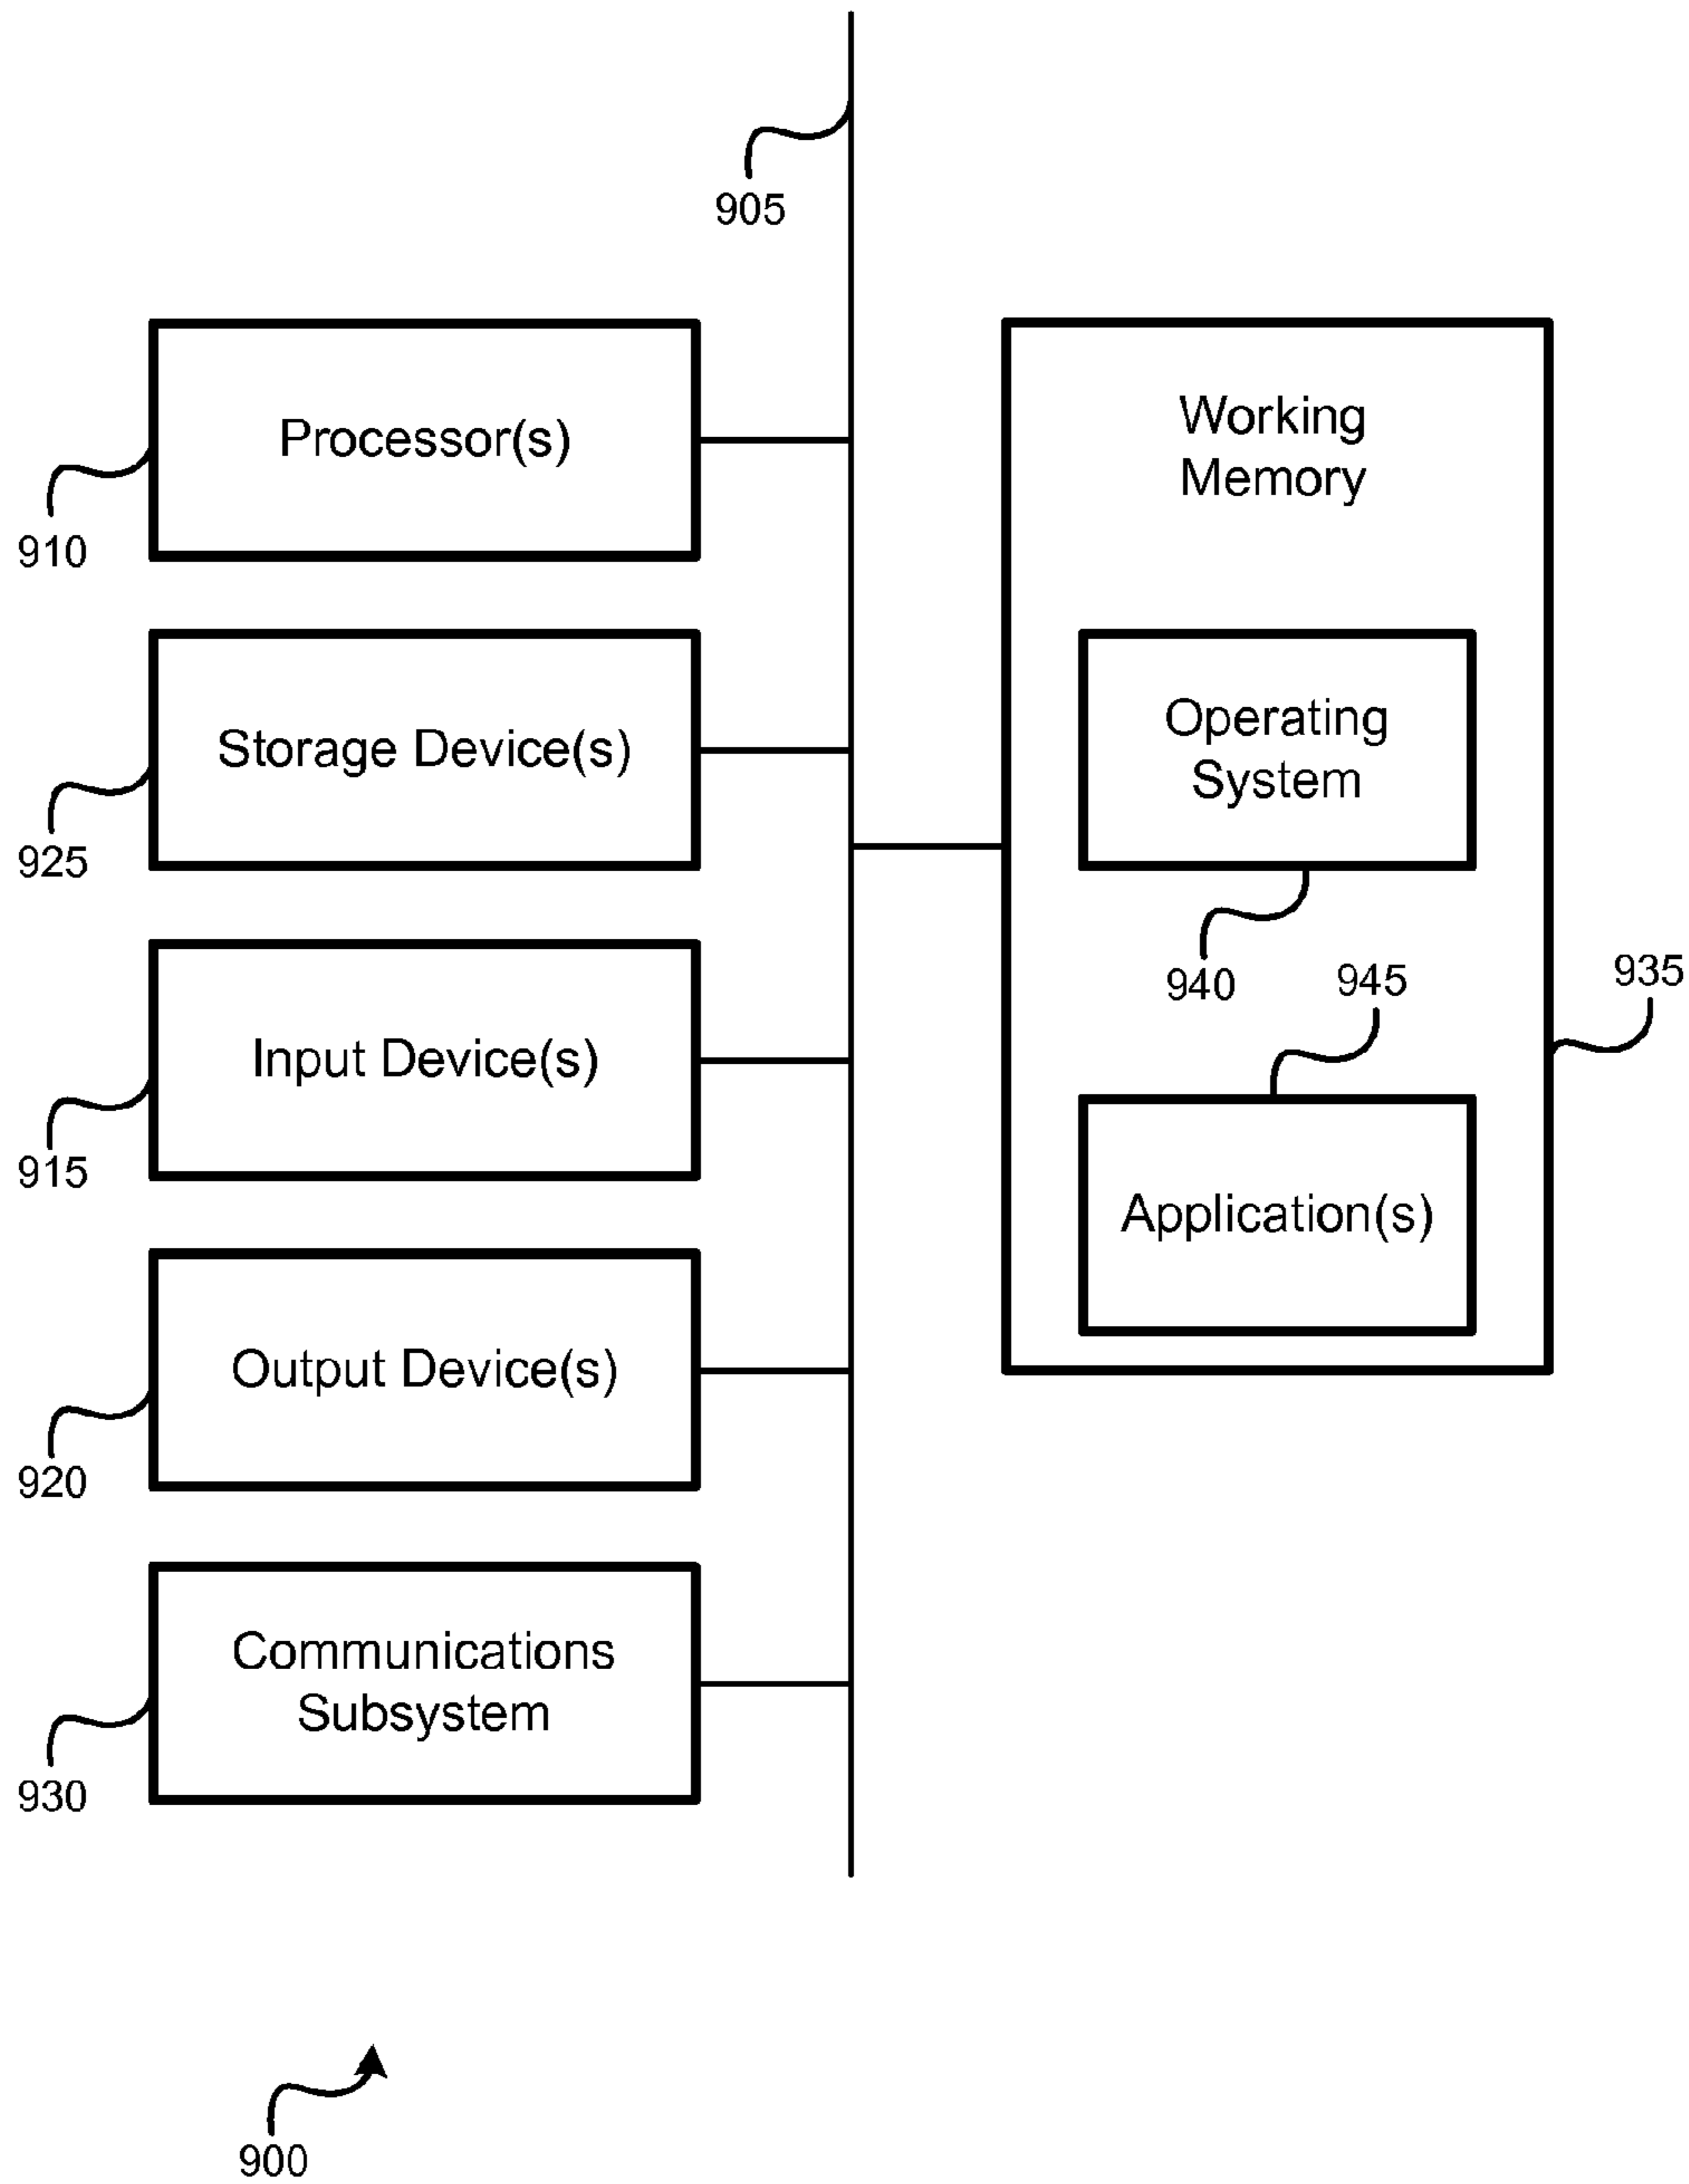 905
Processor(s)
910
Working
Memory
Storage Device(s)
925
Operating
System
940
945
935
Input Device(s)
915
Application(s)
Output Device(s)
920
Communications
Subsystem
930
900